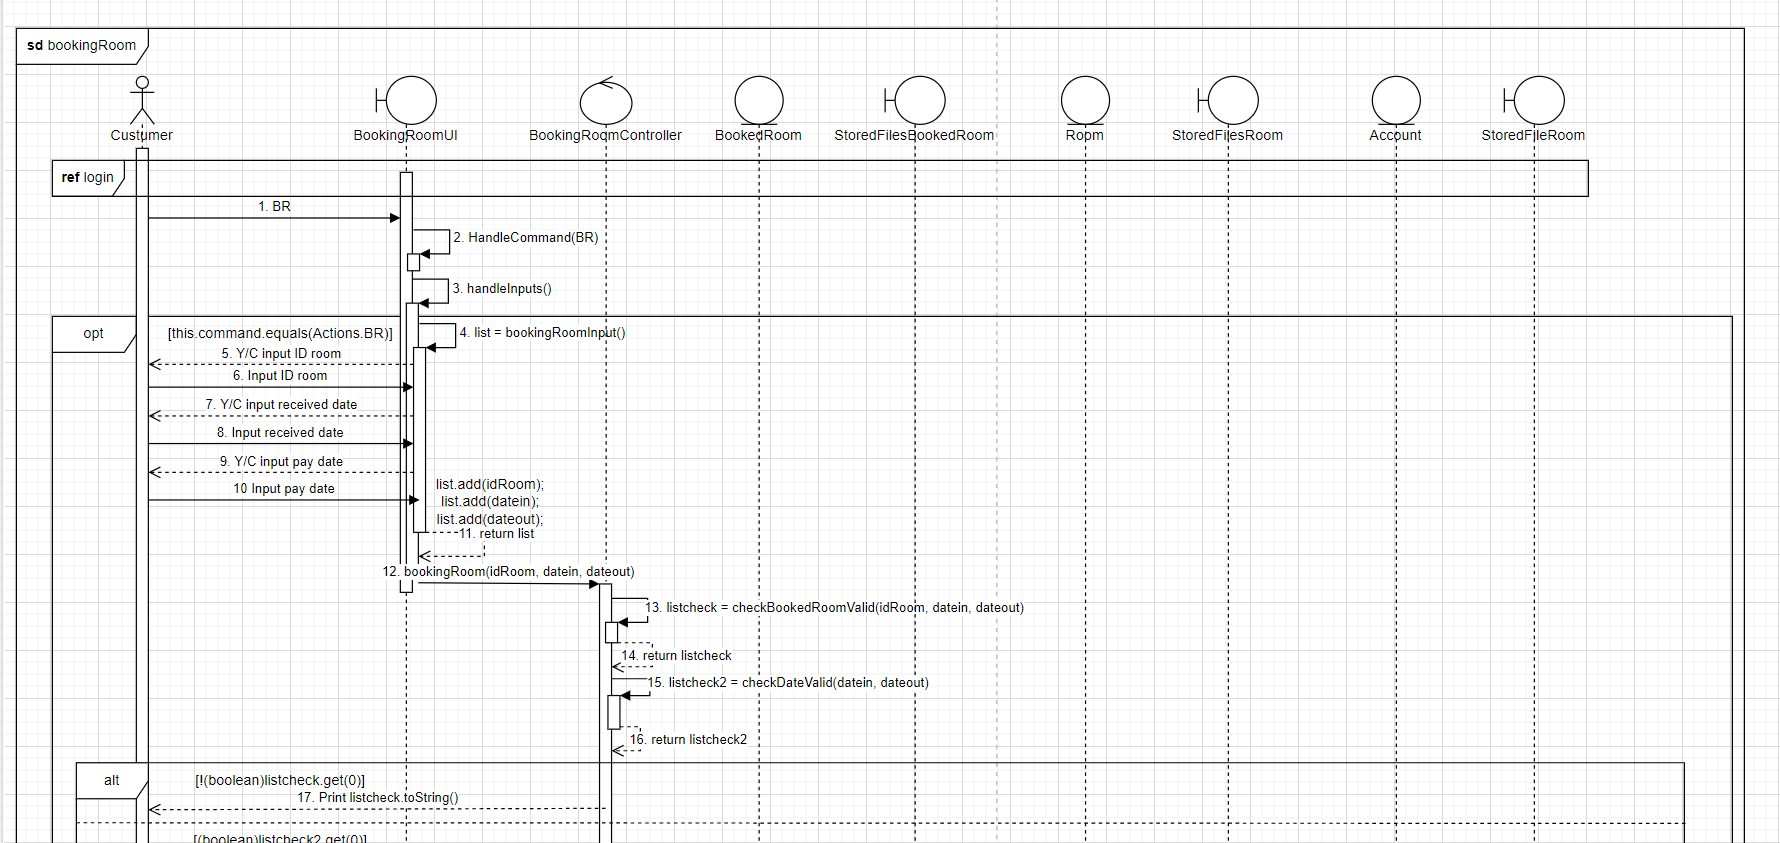 sd bookingRoom
Custumer
BookingRoomUI
BookingRoomController
BookedRoom
StoredFilesBookedRoom
Room
StoredFilesRoom
Account
StoredFileRoom
ref login
1. BR
2. HandleCommand(BR)
3. handleInputs()
opt
[this.command.equals(Actions.BR)]
4. list = bookingRoomInput()
5. Y/C input ID room
6. Input ID room
7. Y/C input received date
8. Input received date
9. Y/C input pay date
10 Input pay date
list.add(idRoom);
list.add(datein);
list.add(dateout);
11. return list
12. bookingRoom(idRoom, datein, dateout)
13. listcheck = checkBookedRoomValid(idRoom, datein, dateout)
14. return listcheck
15. listcheck2 = checkDateValid(datein, dateout)
16. return listcheck2
alt
[!(boolean)listcheck.get(0)]
17. Print listcheck.toString()
[(boolean)listcheck2.get(0)]